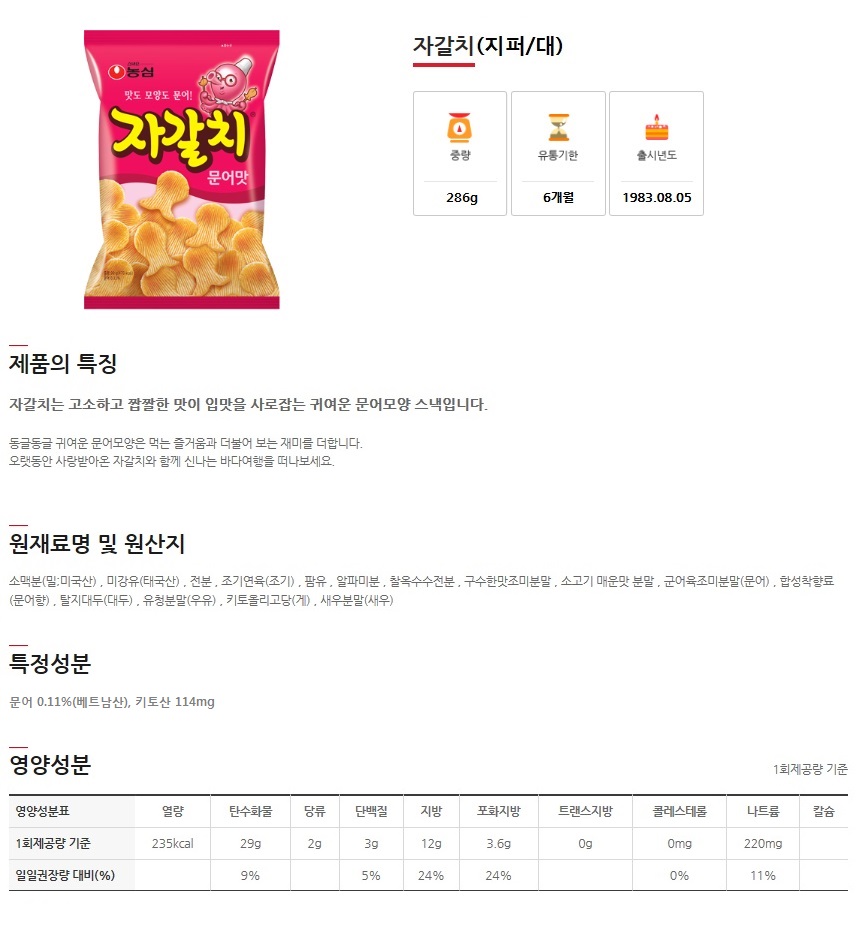 자갈치(지퍼/대)
농심
맛도 모양도 문어!
자갈치
문어맛
중량
유통기한
출시년도
286g
6개월
1983.08.05
제품의 특징
자갈치는 고소하고 짭짤한 맛이 입맛을 사로잡는 귀여운 문어모양 스낵입니다.
동글동글 귀여운 문어모양은 먹는 즐거움과 더불어 보는 재미를 더합니다.
오랫동안 사랑받아온 자갈치와 함께 신나는 바다여행을 떠나보세요.
원재료명 및 원산지
소맥분(밀:미국산) , 미강유(태국산) , 전분 , 조기연육(조기) , 팜유 , 알파미분 , 찰옥수수전분 , 구수한맛조미분말 , 소고기 매운맛 분말 , 군어육조미분말(문어) , 합성착향료
(문어향) , 탈지대두(대두) , 유청분말(우유) , 키토올리고당(게) , 새우분말(새우)
특정성분
문어 0.11%(베트남산), 키토산 114mg
영양성분
1회제공량 기준
영양성분표 열량 탄수화물 당류 단백질 지방 포화지방 트랜스지방 콜레스테롤 나트륨 칼슘
1회제공량 기준 235kcal 29g 2g 3g 12g 3.6g 0g 0mg 220mg
일일권장량 대비(%) 9% 5% 24% 24% 0% 11%